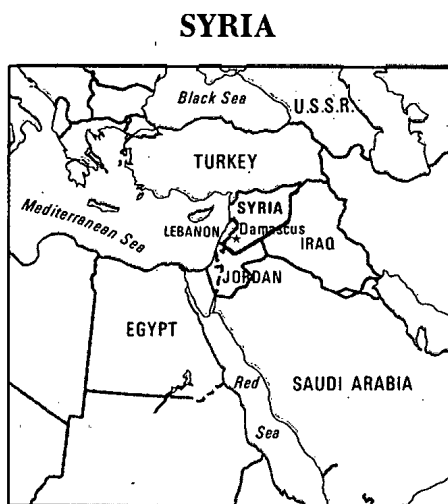 SYRIA
Black Sea
U.S.S.R.
TURKEY
Mediterranean Sea
SYRIA
LEBANON
Damascus
IRAQ
JORDAN
EGYPT
Red
Sea
SAUDI ARABIA